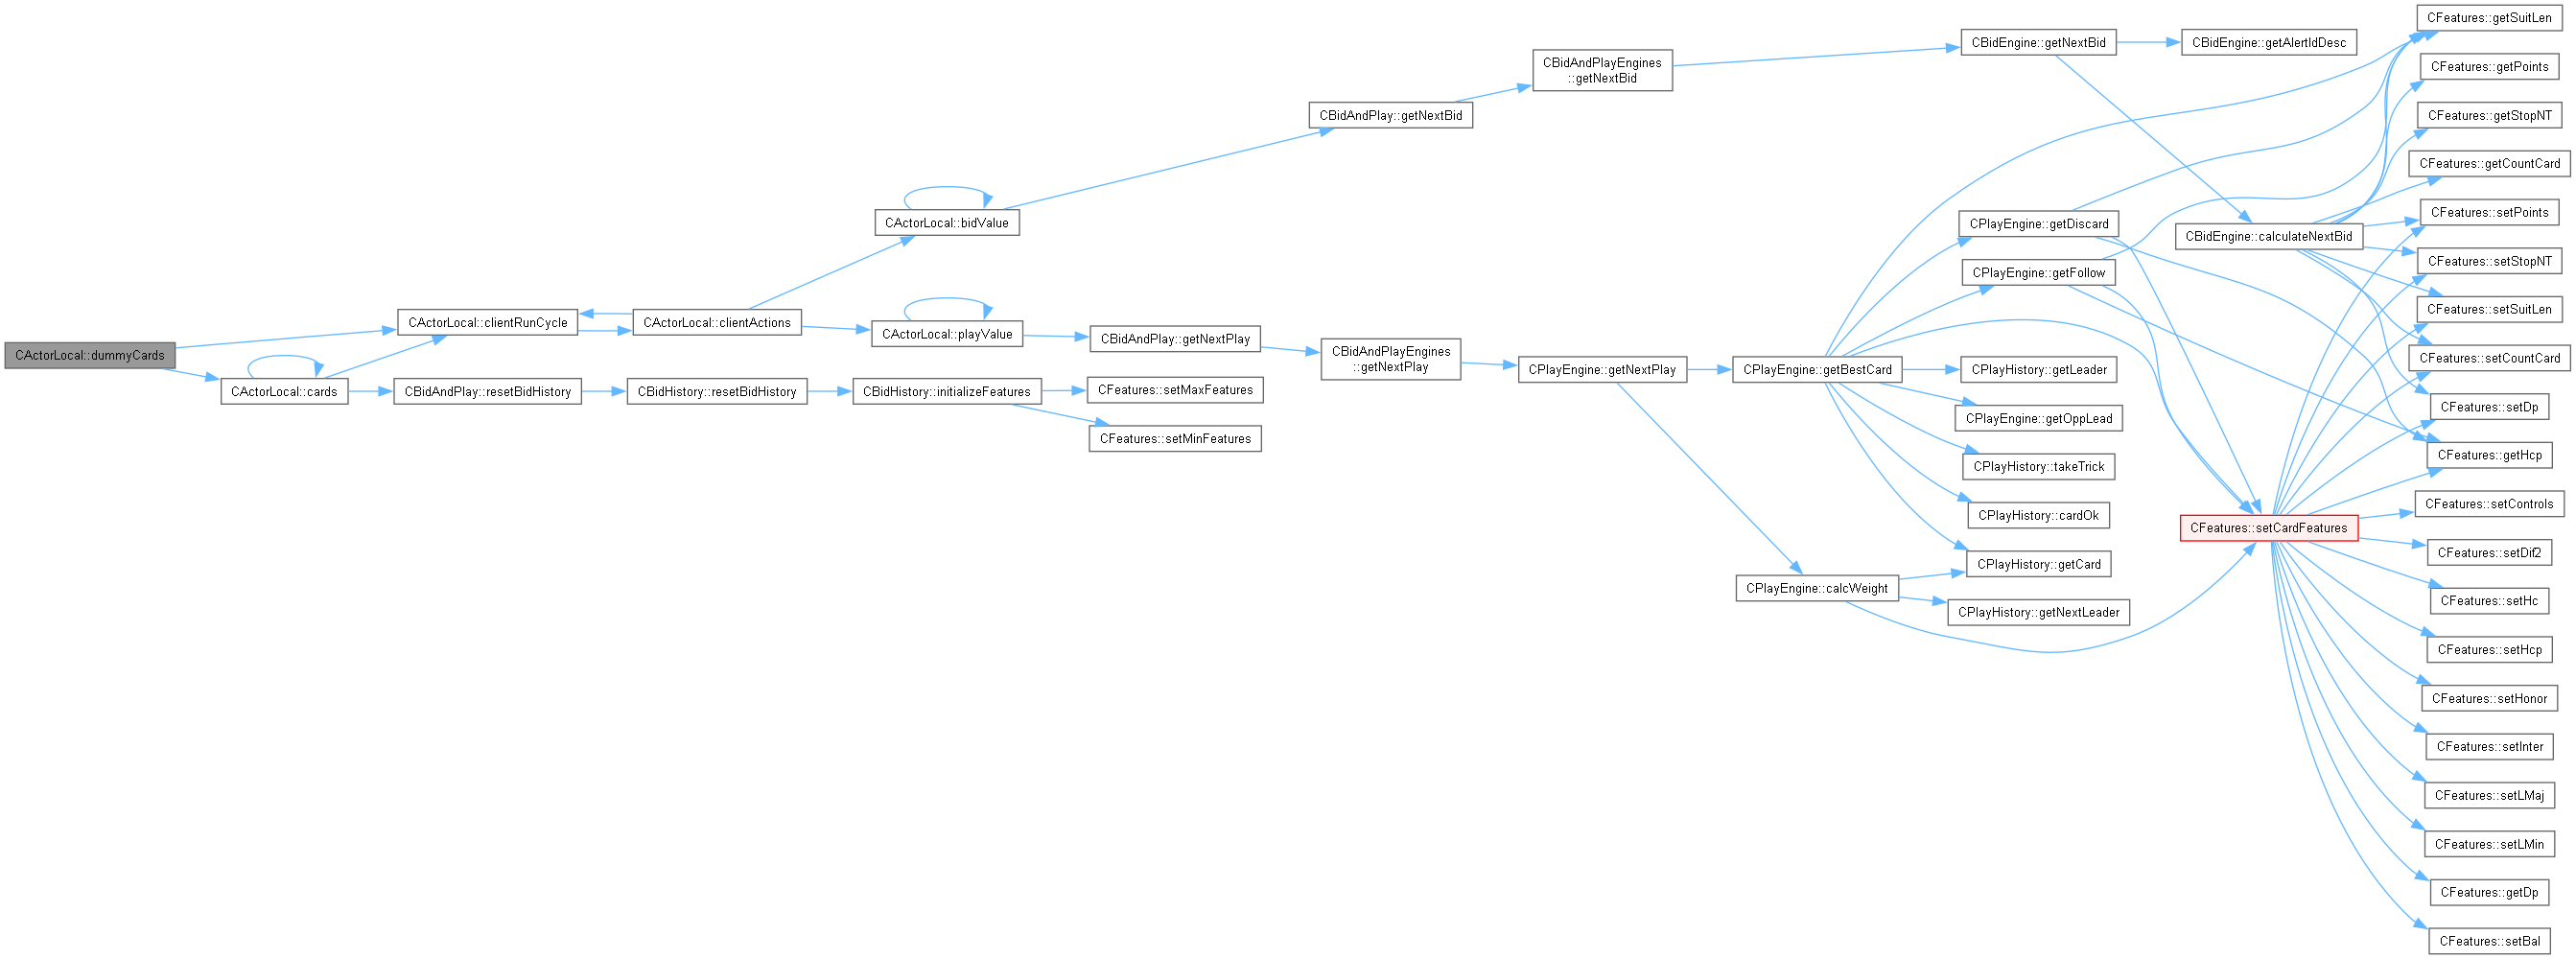 CActorLocal::dummyCards
CActorLocal::clientRunCycle
CActorLocal::cards
CActorLocal::clientActions
CBidAndPlay::resetBidHistory
CBidHistory::resetBidHistory
CActorLocal::bidValue
CActorLocal::playValue
CBidHistory::initializeFeatures
CBidAndPlay::getNextPlay
CFeatures::setMaxFeatures
CFeatures::setMinFeatures
CBidAndPlay::getNextBid
CBidAndPlayEngines
::getNextPlay
CBidAndPlayEngines
::getNextBid
CPlayEngine::getNextPlay
CPlayEngine::getBestCard
CPlayEngine::calcWeight
CBidEngine::getNextBid
CPlayEngine::getDiscard
CPlayEngine::getFollow
CPlayHistory::getLeader
CPlayEngine::getOppLead
CPlayHistory::takeTrick
CPlayHistory::cardOk
CPlayHistory::getCard
CPlayHistory::getNextLeader
CBidEngine::getAlertIdDesc
CBidEngine::calculateNextBid
CFeatures::setCardFeatures
CFeatures::getSuitLen
CFeatures::getPoints
CFeatures::getStopNT
CFeatures::getCountCard
CFeatures::setPoints
CFeatures::setStopNT
CFeatures::setSuitLen
CFeatures::setCountCard
CFeatures::setDp
CFeatures::getHcp
CFeatures::setControls
CFeatures::setDif2
CFeatures::setHc
CFeatures::setHcp
CFeatures::setHonor
CFeatures::setInter
CFeatures::setLMaj
CFeatures::setLMin
CFeatures::getDp
CFeatures::setBal